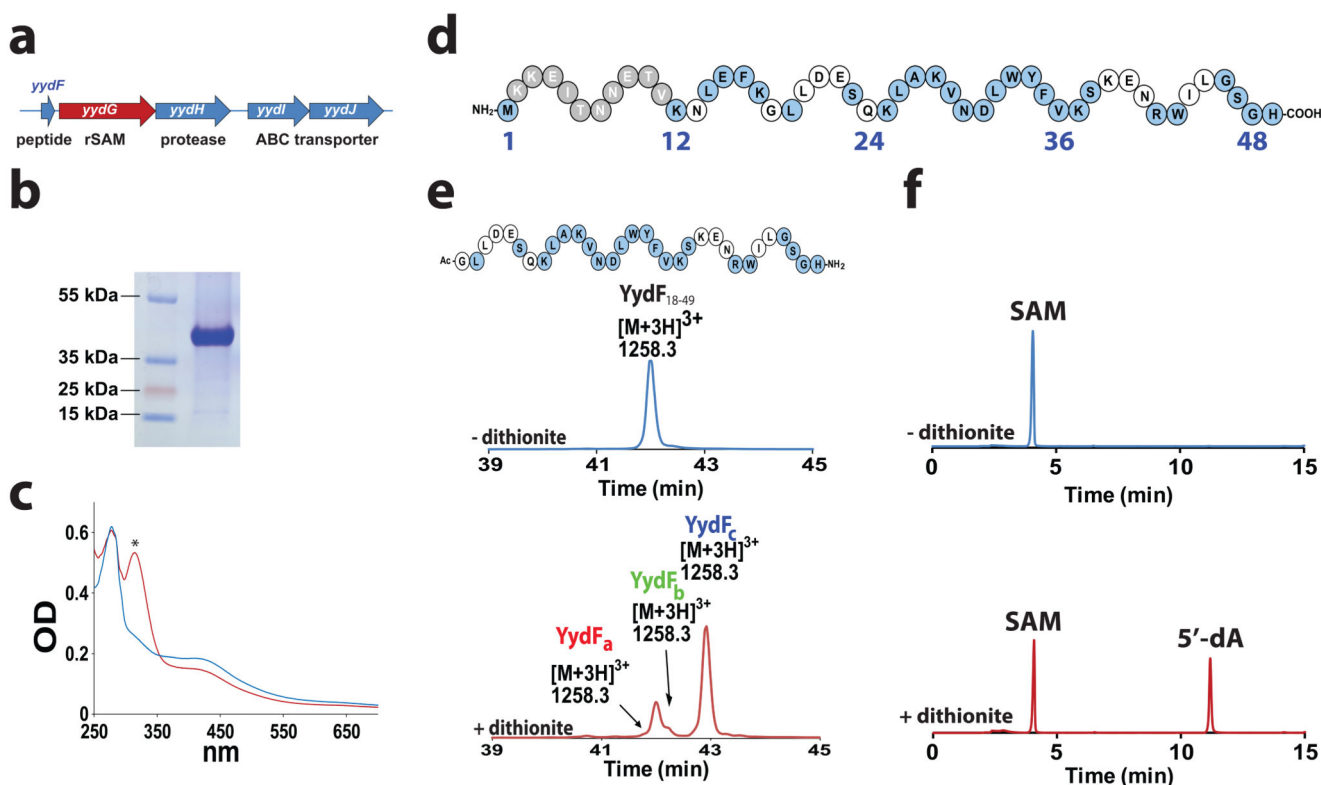 a
yydF
yydG yydH yydI yydJ
peptide rSAM protease ABC transporter
b
55 kDa
35 kDa
25 kDa
15 kDa
c
*
OD
0.6
0.4
0.2
0
250 350 450 550 650
nm
d
NH₂-MKKEITNNETVKNLEFKGLLDESQKLAKVNDLWYFVKSKENRWILGSGH-COOH
1 12 24 36 48
e
Ac-GLLDESQKLAKVNDLWYFVKSKENRWILGSGH-NH₂
YydF₁₈₋₄₉
[M+3H]³⁺
1258.3
- dithionite
39 41 43 45
Time (min)
YydFc
[M+3H]³⁺
1258.3
YydFb
[M+3H]³⁺
1258.3
YydFa
[M+3H]³⁺
1258.3
+ dithionite
39 41 43 45
Time (min)
f
SAM
- dithionite
0 5 10 15
Time (min)
SAM 5'-dA
+ dithionite
0 5 10 15
Time (min)